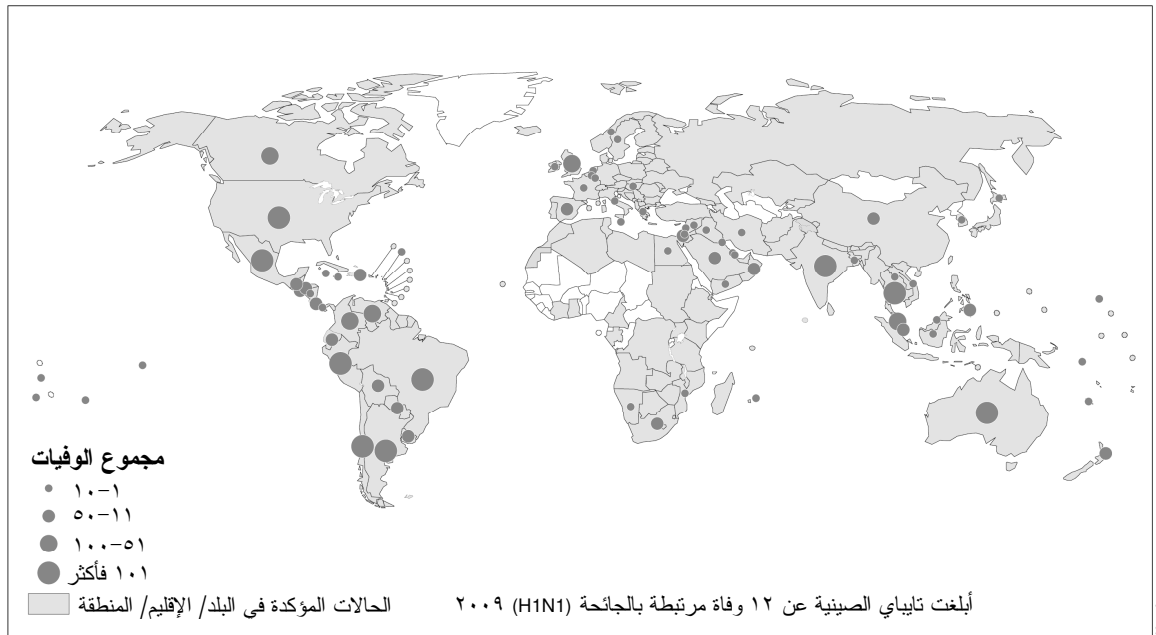 مجموع الوفيات
١-١٠
١١-٥٠
٥١-١٠٠
١٠١ فأكثر
الحالات المؤكدة في البلد/ الإقليم/ المنطقة
أبلغت تايباي الصينية عن ١٢ وفاة مرتبطة بالجائحة (H1N1) ٢٠٠٩